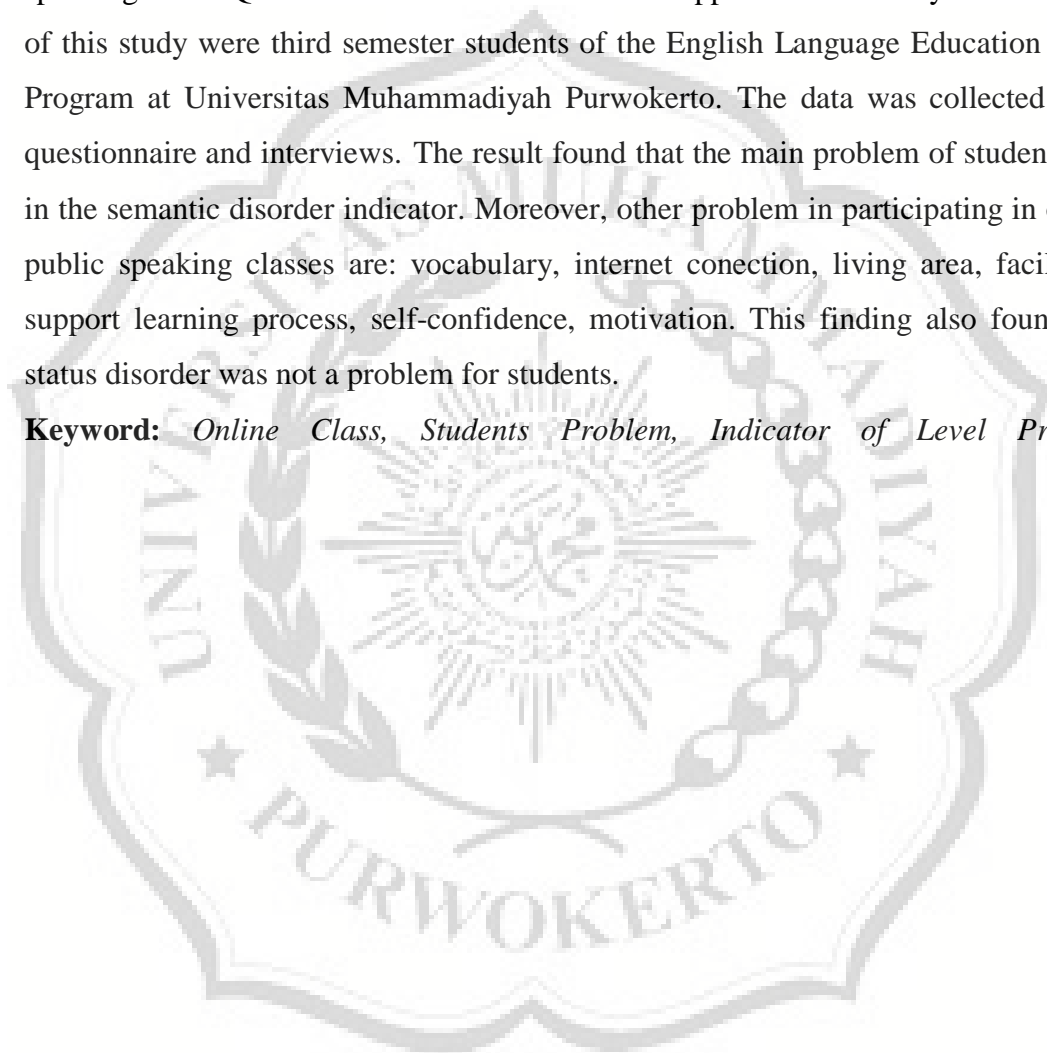 of this study were third semester students of the English Language Education
Program at Universitas Muhammadiyah Purwokerto. The data was collected
questionnaire and interviews. The result found that the main problem of
in the semantic disorder indicator. Moreover, other problem in participating in
public speaking classes are: vocabulary, internet conection, living area,
support learning process, self-confidence, motivation. This finding also
status disorder was not a problem for students.
Keyword: Online Class, Students Problem, Indicator of Level
UNIVERSITAS MUHAMMADIYAH
PURWOKERTO